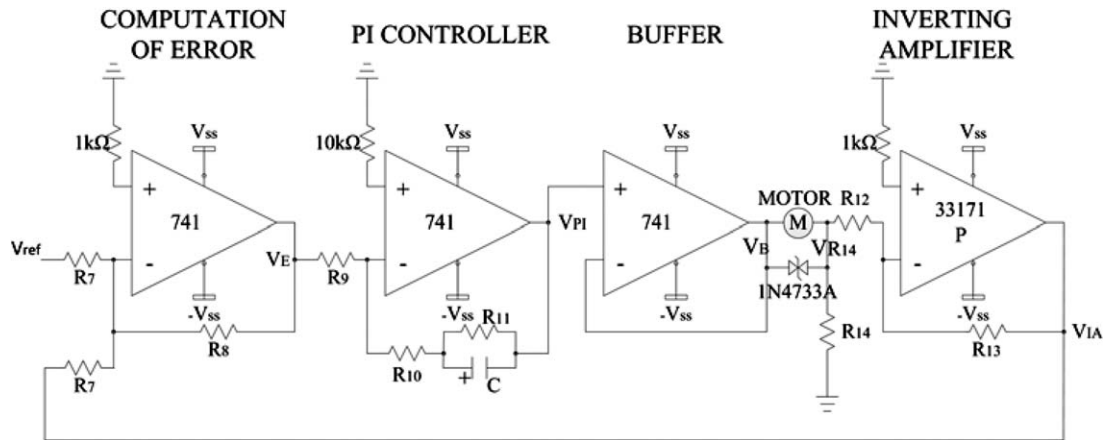 COMPUTATION
OF ERROR
PI CONTROLLER
BUFFER
INVERTING
AMPLIFIER
1kΩ
Vss
+
741
-
-Vss
Vref
R7
R8
R7
VE
10kΩ
Vss
+
741
-
-Vss
R9
R10
R11
+
C
VPI
Vss
+
741
-
-Vss
MOTOR
M
VB
VR14
1N4733A
R12
R14
1kΩ
Vss
+
33171
P
-
-Vss
R13
VIA